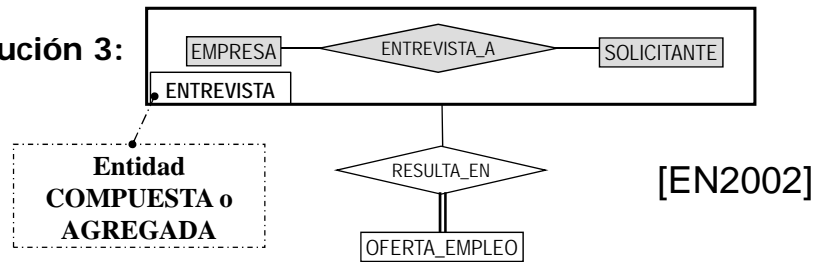 ución 3:
EMPRESA
ENTREVISTA_A
SOLICITANTE
ENTREVISTA
Entidad
COMPUESTA o
AGREGADA
RESULTA_EN
[EN2002]
OFERTA_EMPLEO